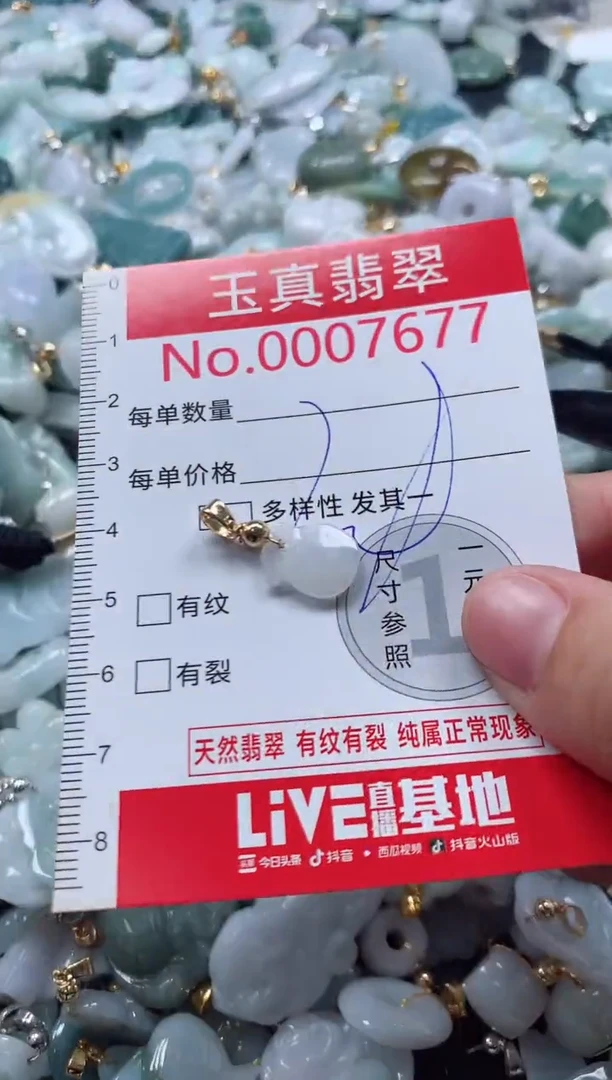 玉真翡翠
No.0007677
0
1
2
3
4
5
6
7
8
每单数量
每单价格
多样性 发其一
有纹
有裂
尺寸参照
一元
1
天然翡翠 有纹有裂 纯属正常现象
LiVE直播基地
头条 今日头条 抖音 西瓜视频 抖音火山版